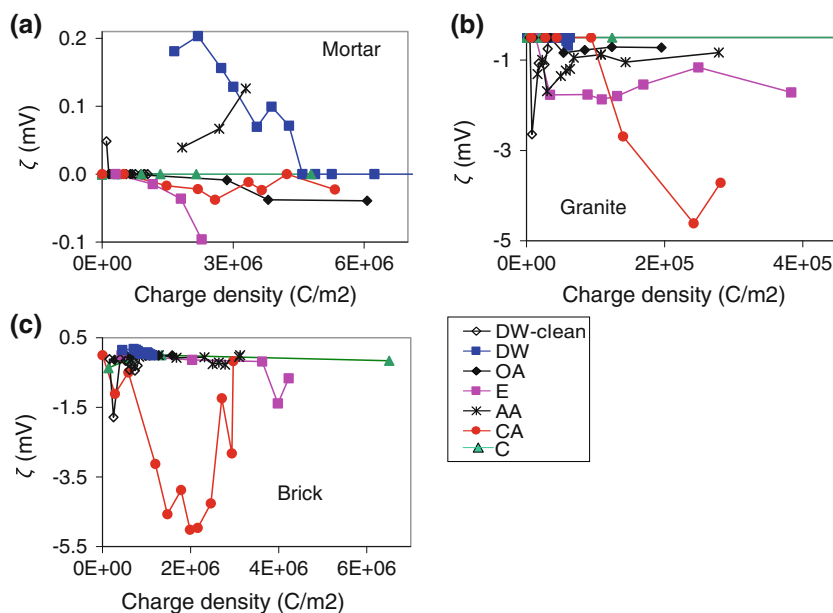 (a)
Mortar
ζ (mV)
0.2
0.1
0.0
-0.1
0E+00 3E+06 6E+06
Charge density (C/m2)
(b)
Granite
ζ (mV)
-1
-3
-5
0E+00 2E+05 4E+05
Charge density (C/m2)
(c)
Brick
ζ (mV)
0.5
-1.5
-3.5
-5.5
0E+00 2E+06 4E+06 6E+06
Charge density (C/m2)
DW-clean
DW
OA
E
AA
CA
C